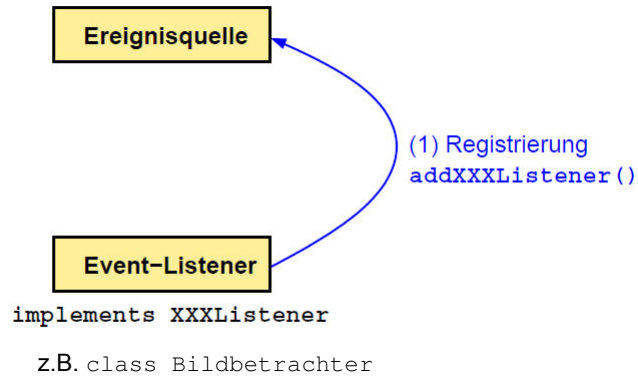 Ereignisquelle
(1) Registrierung
addXXXListener()
Event-Listener
implements XXXListener
z.B. class Bildbetrachter